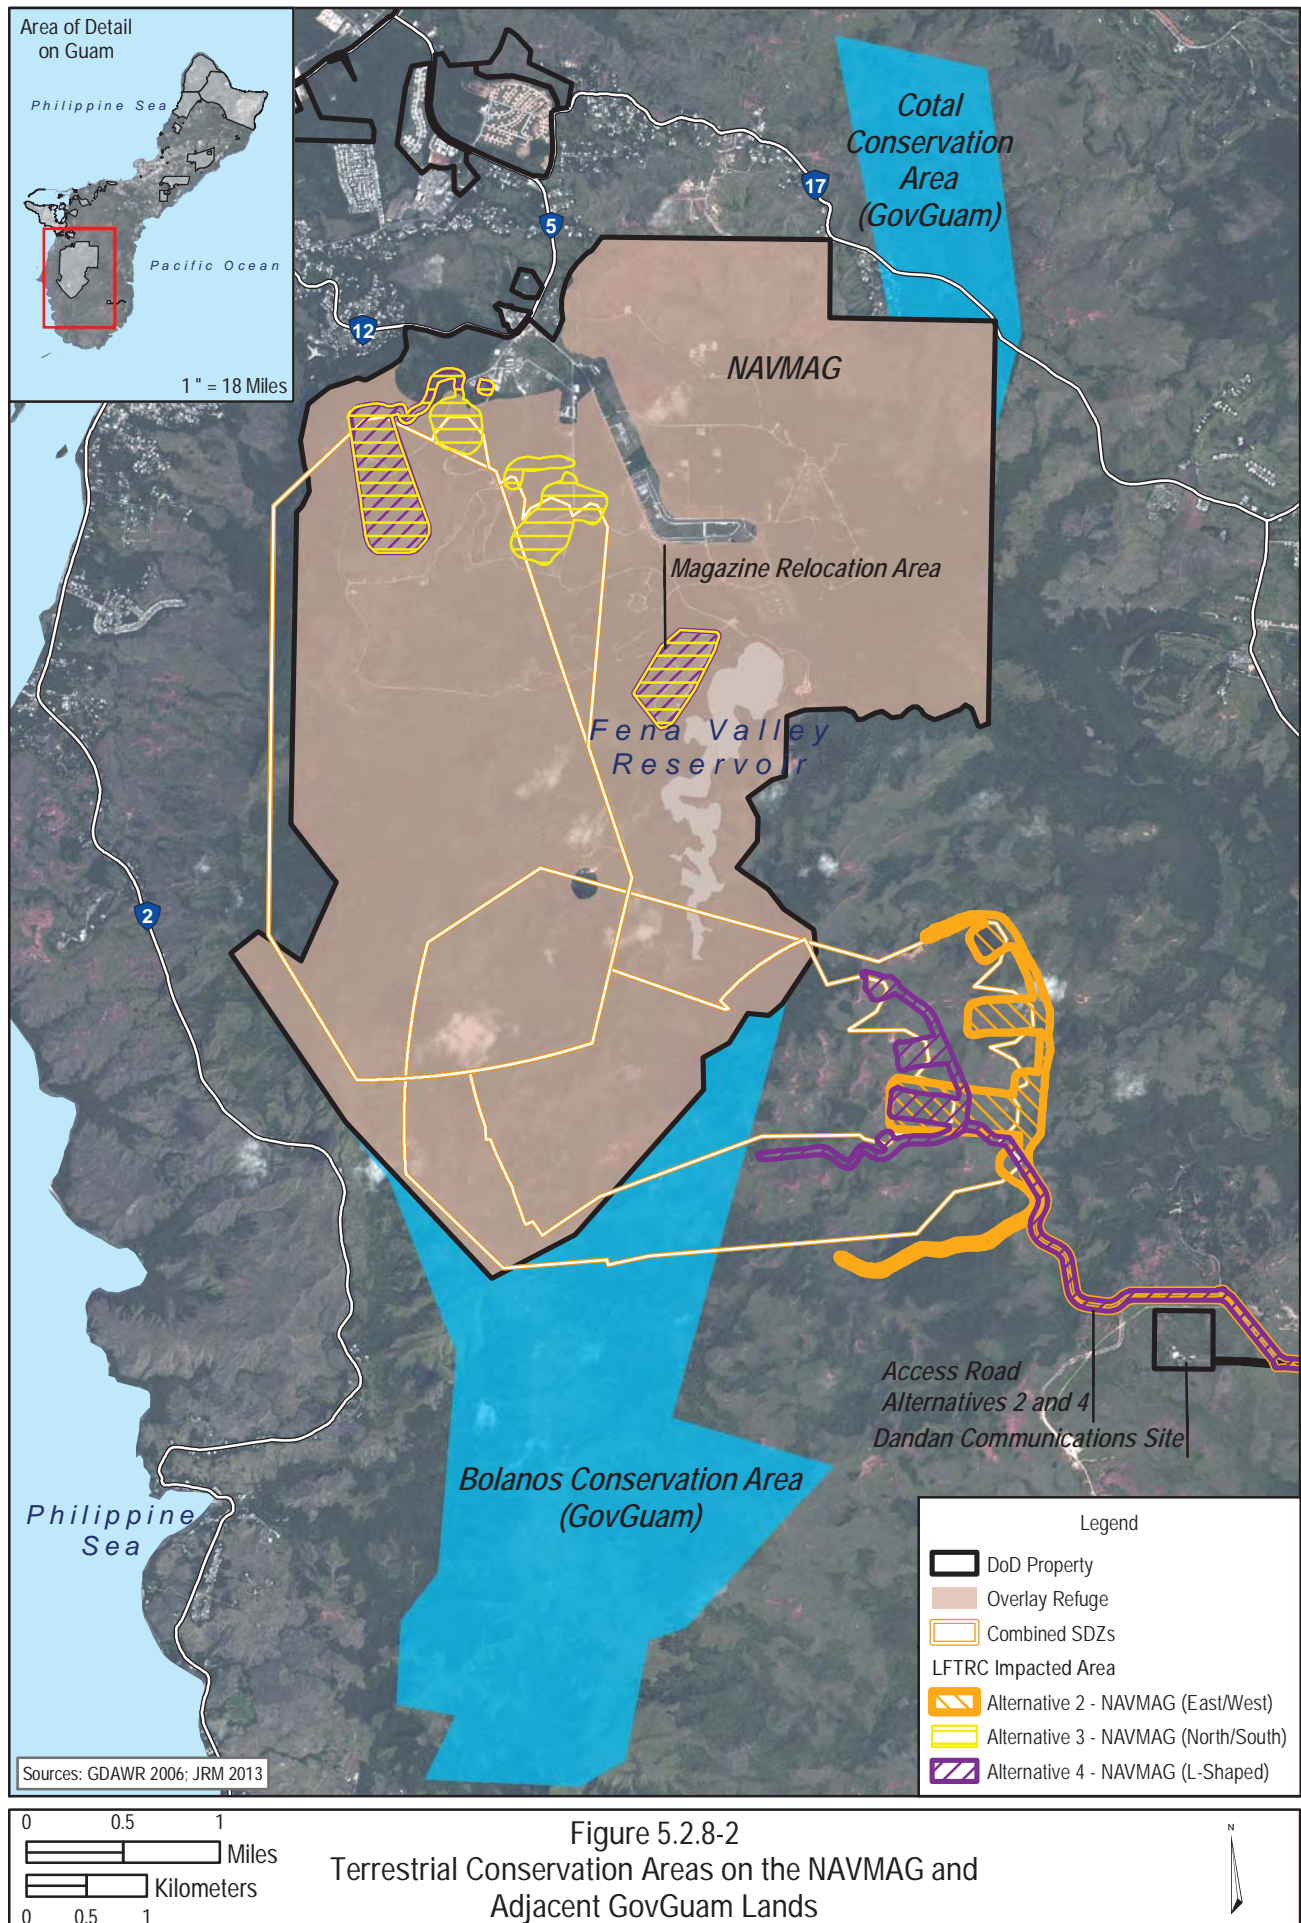 Area of Detail
on Guam
Philippine Sea
Pacific Ocean
1 " = 18 Miles
Cotal
Conservation
Area
(GovGuam)
17
5
12
NAVMAG
Magazine Relocation Area
Fena Valley
Reservoir
2
Access Road
Alternatives 2 and 4
Dandan Communications Site
Bolanos Conservation Area
(GovGuam)
Philippine
Sea
Legend
DoD Property
Overlay Refuge
Combined SDZs
LFTRC Impacted Area
Alternative 2 - NAVMAG (East/West)
Alternative 3 - NAVMAG (North/South)
Alternative 4 - NAVMAG (L-Shaped)
Sources: GDAWR 2006; JRM 2013
0 0.5 1
Miles
Kilometers
0 0.5 1
Figure 5.2.8-2
Terrestrial Conservation Areas on the NAVMAG and
Adjacent GovGuam Lands
N